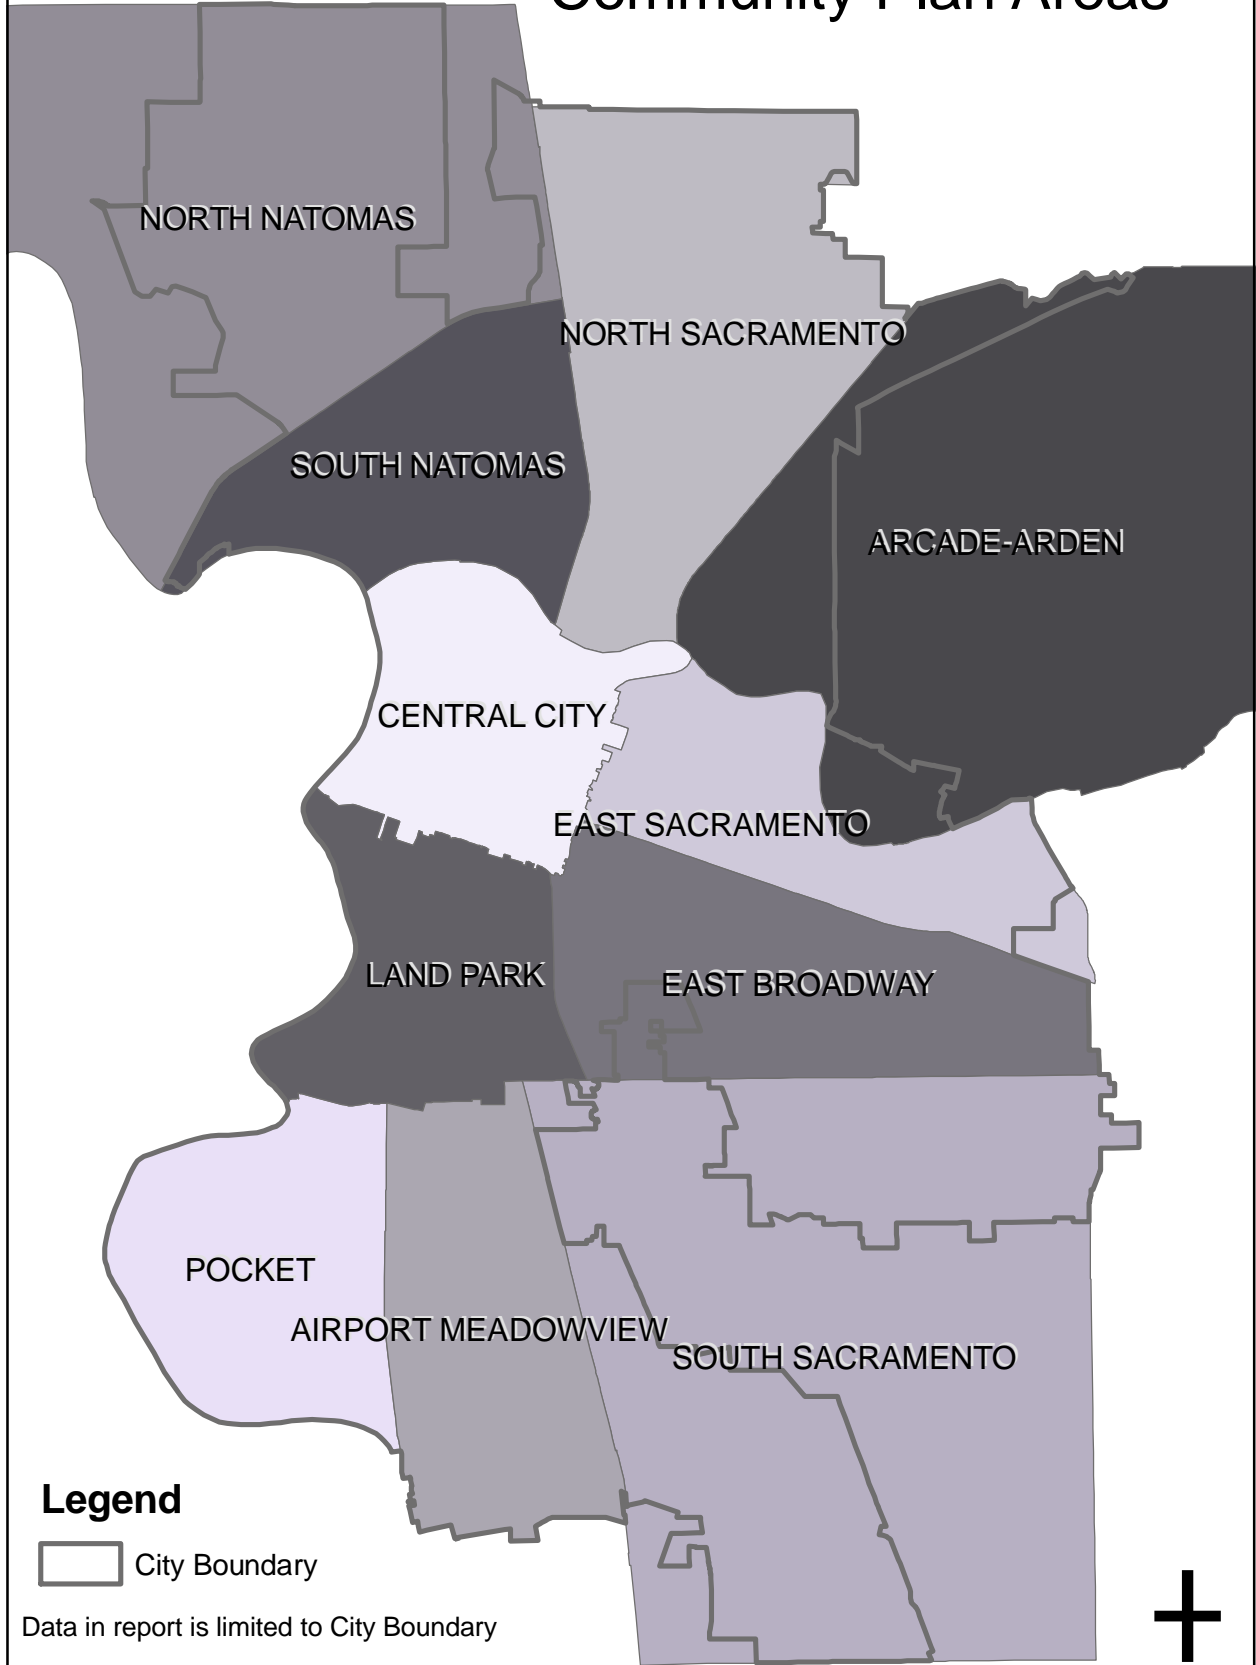 Community Plan Areas
NORTH NATOMAS
NORTH SACRAMENTO
SOUTH NATOMAS
ARCADE-ARDEN
CENTRAL CITY
EAST SACRAMENTO
LAND PARK
EAST BROADWAY
POCKET
AIRPORT MEADOWVIEW
SOUTH SACRAMENTO
Legend
City Boundary
Data in report is limited to City Boundary